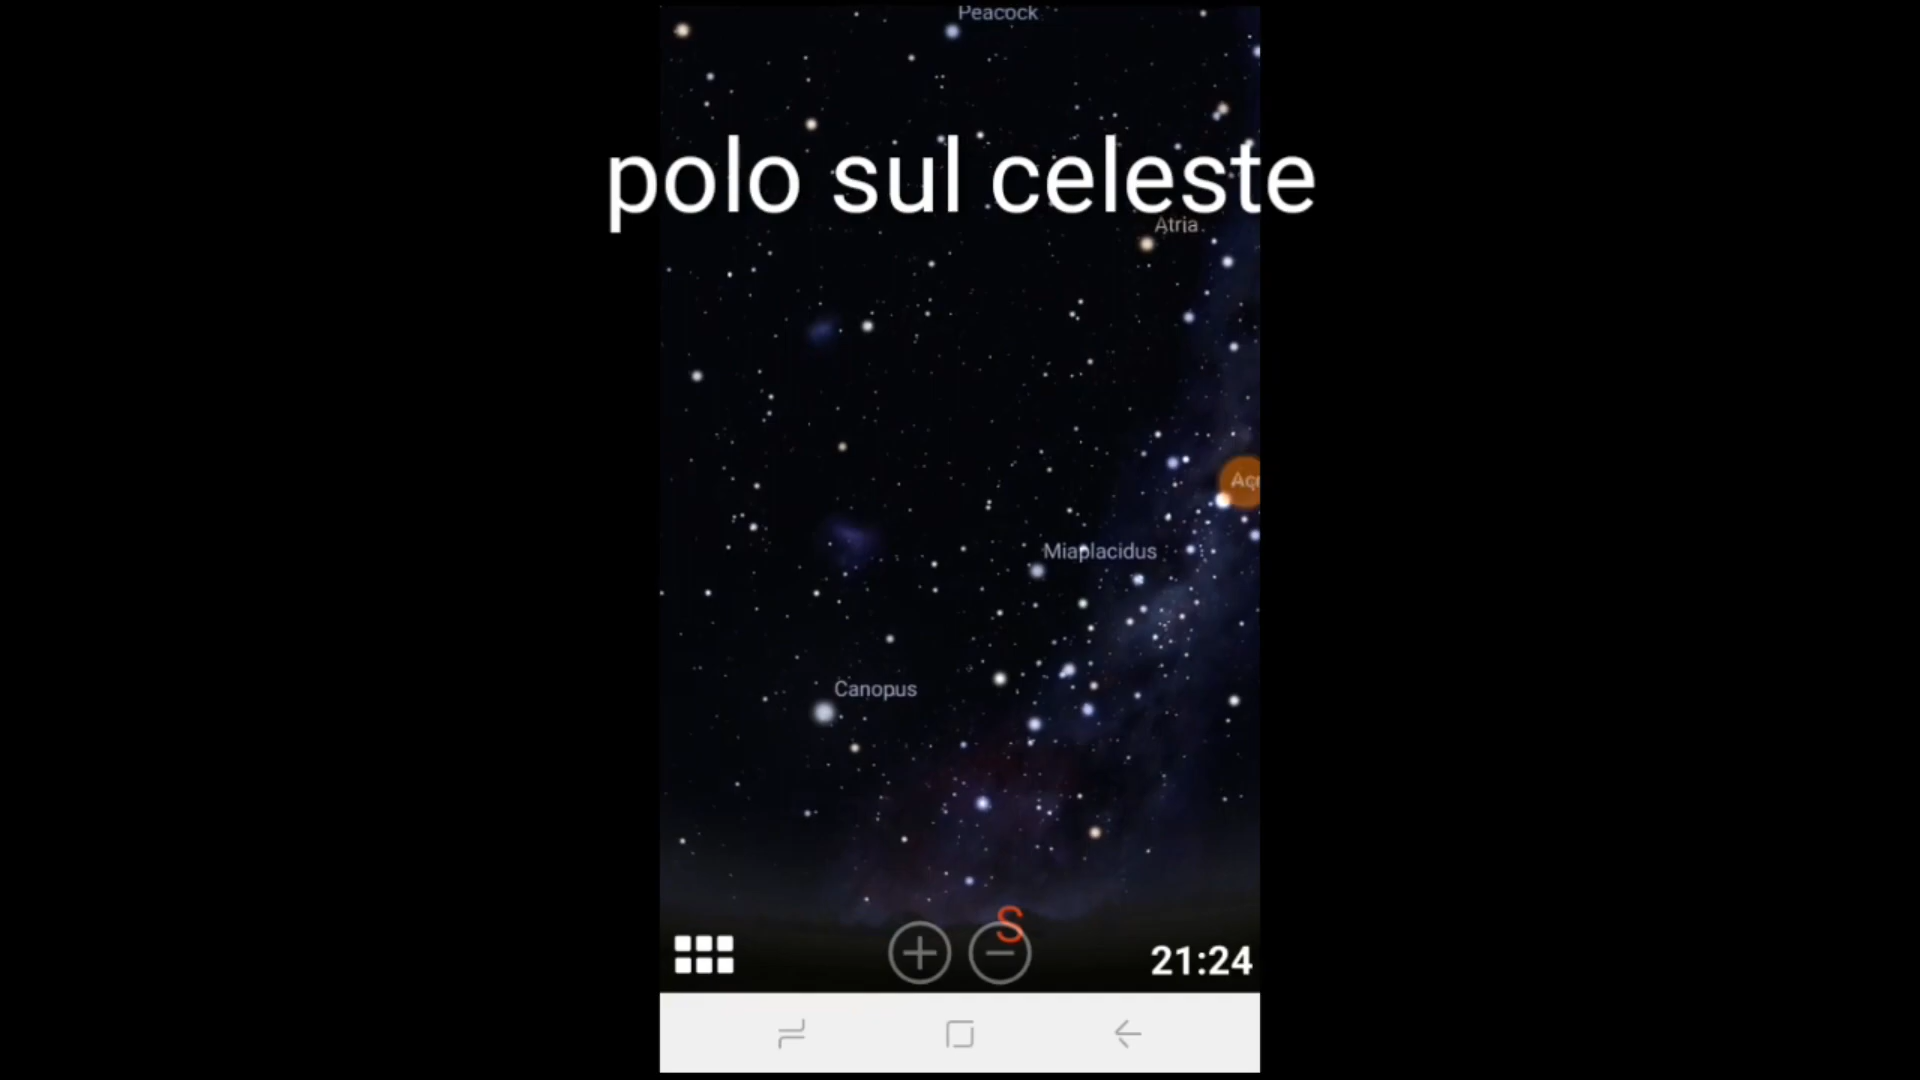 Peacock
polo sul celeste
Atria
Miaplacidus
Canopus
S
21:24